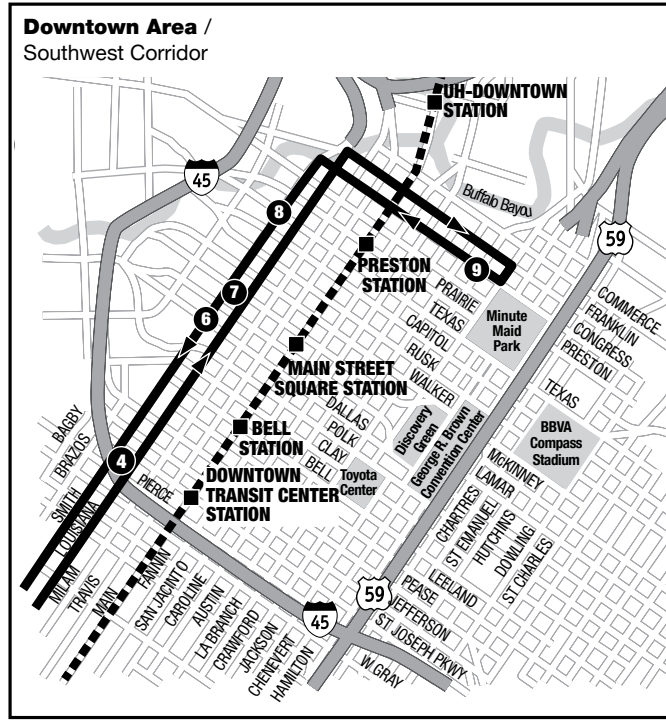 Downtown Area /
Southwest Corridor
UH-DOWNTOWN
STATION
45
8
Buffalo Bayou
59
9
PRESTON
STATION
7
6
PRAIRIE
TEXAS
CAPITOL
RUSK
WALKER
Minute
Maid
Park
COMMERCE
FRANKLIN
CONGRESS
PRESTON
TEXAS
MAIN STREET
SQUARE STATION
DALLAS
POLK
CLAY
BELL
Discovery
Green
George R. Brown
Convention Center
BBVA
Compass
Stadium
BELL
STATION
BAGBY
BRAZOS
4
PIERCE
DOWNTOWN
TRANSIT CENTER
STATION
Toyota
Center
McKINNEY
LAMAR
CHARTRES
ST EMANUEL
HUTCHINS
DOWLING
ST CHARLES
SMITH
LOUISIANA
MILAM
TRAVIS
MAIN
FANNIN
SAN JACINTO
CAROLINE
AUSTIN
LA BRANCH
CRAWFORD
JACKSON
CHENEVERT
HAMILTON
45
59
LEELAND
PEASE
JEFFERSON
ST JOSEPH PKWY
W.GRAY